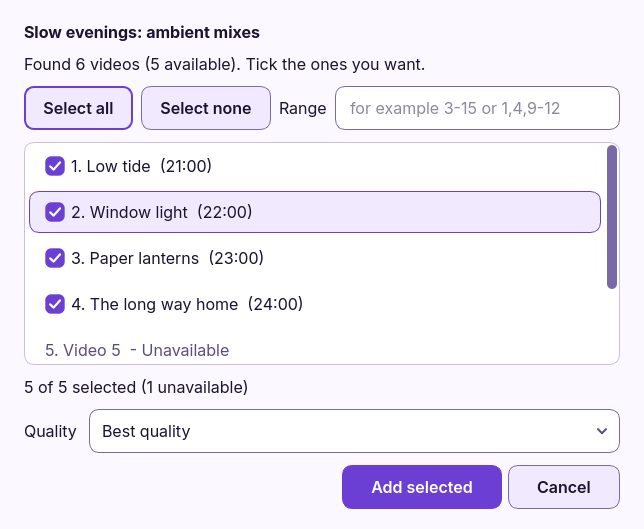 Slow evenings: ambient mixes
Found 6 videos (5 available). Tick the ones you want.
Select all Select none Range for example 3-15 or 1,4,9-12
1. Low tide (21:00)
2. Window light (22:00)
3. Paper lanterns (23:00)
4. The long way home (24:00)
5. Video 5 - Unavailable
5 of 5 selected (1 unavailable)
Quality Best quality
Add selected Cancel